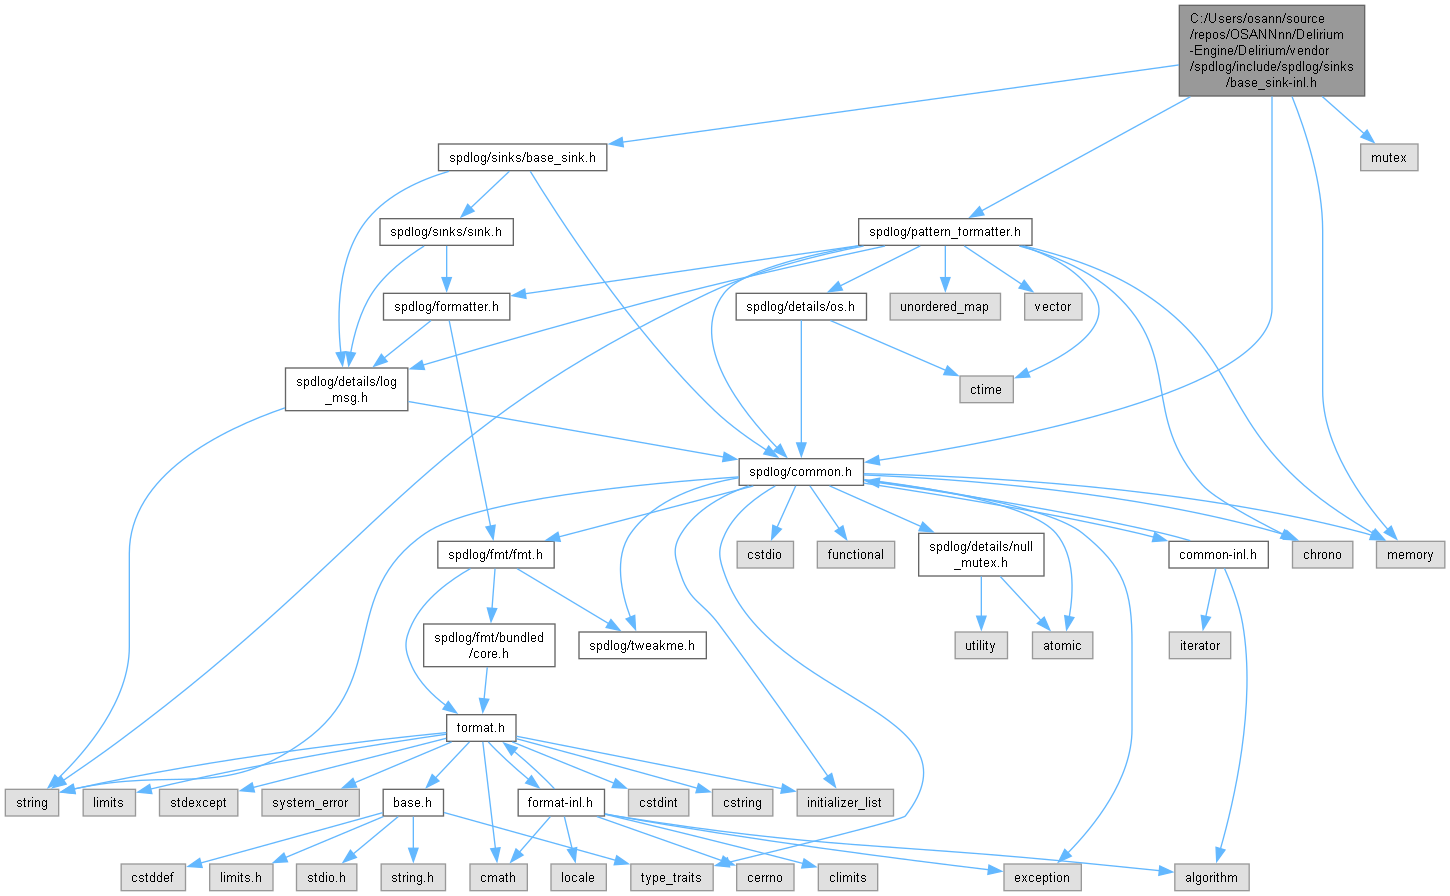 C:/Users/osann/source
/repos/OSANNnn/Delirium
-Engine/Delirium/vendor
/spdlog/include/spdlog/sinks
/base_sink-inl.h
spdlog/sinks/base_sink.h
mutex
spdlog/sinks/sink.h
spdlog/pattern_formatter.h
spdlog/formatter.h
spdlog/details/os.h
unordered_map
vector
spdlog/details/log
_msg.h
ctime
spdlog/common.h
spdlog/fmt/fmt.h
cstdio
functional
spdlog/details/null
_mutex.h
common-inl.h
chrono
memory
spdlog/fmt/bundled
/core.h
spdlog/tweakme.h
utility
atomic
iterator
format.h
string
limits
stdexcept
system_error
base.h
format-inl.h
cstdint
cstring
initializer_list
cstddef
limits.h
stdio.h
string.h
cmath
locale
type_traits
cerrno
climits
exception
algorithm